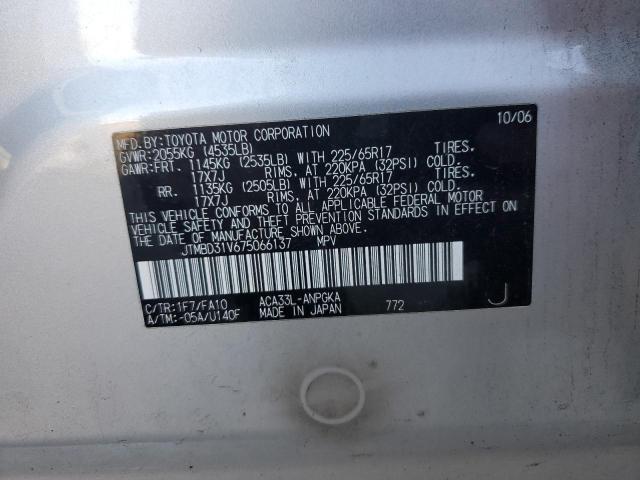 10/06
MFD.BY:TOYOTA MOTOR CORPORATION
GVWR:2055KG (4535LB)
GAWR:FRT. 1145KG (2535LB) WITH 225/65R17 TIRES.
17X7J RIMS, AT 220KPA (32PSI) COLD.
RR. 1135KG (2505LB) WITH 225/65R17 TIRES.
17X7J RIMS, AT 220KPA (32PSI) COLD.
THIS VEHICLE CONFORMS TO ALL APPLICABLE FEDERAL MOTOR
VEHICLE SAFETY AND THEFT PREVENTION STANDARDS IN EFFECT ON
THE DATE OF MANUFACTURE SHOWN ABOVE.
JTMBD31V675066137 MPV
C/TR:1F7/FA10 ACA33L-ANPGKA
A/TM:-05A/U140F MADE IN JAPAN 772 J